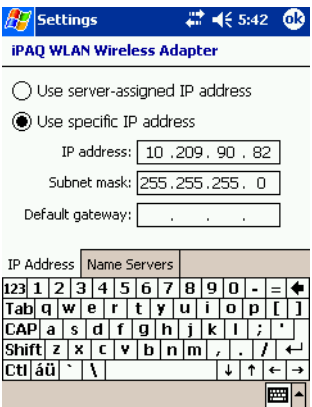 Settings 5:42 ok
iPAQ WLAN Wireless Adapter
Use server-assigned IP address
Use specific IP address
IP address: 10 .209. 90 . 82
Subnet mask: 255.255.255. 0
Default gateway: . . .
IP Address Name Servers
123 1 2 3 4 5 6 7 8 9 0 - =
Tab q w e r t y u i o p [ ]
CAP a s d f g h j k l ; '
Shift z x c v b n m , . /
Ctl áü ` \ ↓ ↑ ← →